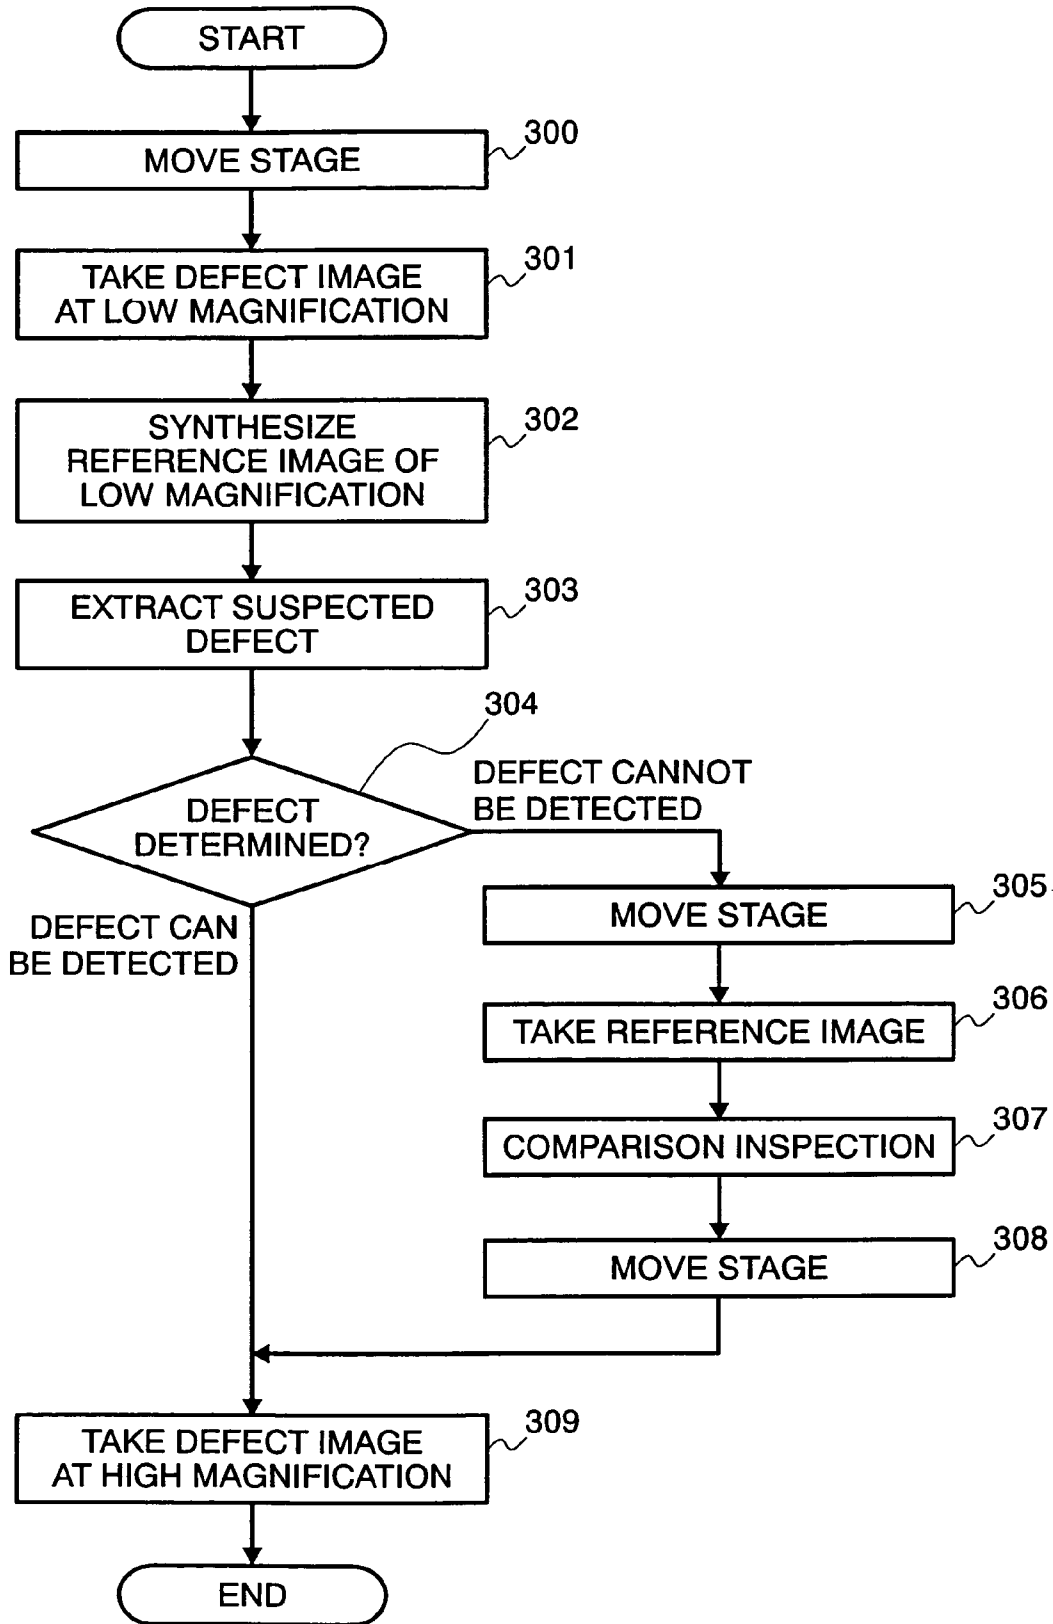 START
300
MOVE STAGE
301
TAKE DEFECT IMAGE
AT LOW MAGNIFICATION
302
SYNTHESIZE
REFERENCE IMAGE OF
LOW MAGNIFICATION
303
EXTRACT SUSPECTED
DEFECT
304
DEFECT
DETERMINED?
DEFECT CANNOT
BE DETECTED
DEFECT CAN
BE DETECTED
305
MOVE STAGE
306
TAKE REFERENCE IMAGE
307
COMPARISON INSPECTION
308
MOVE STAGE
309
TAKE DEFECT IMAGE
AT HIGH MAGNIFICATION
END